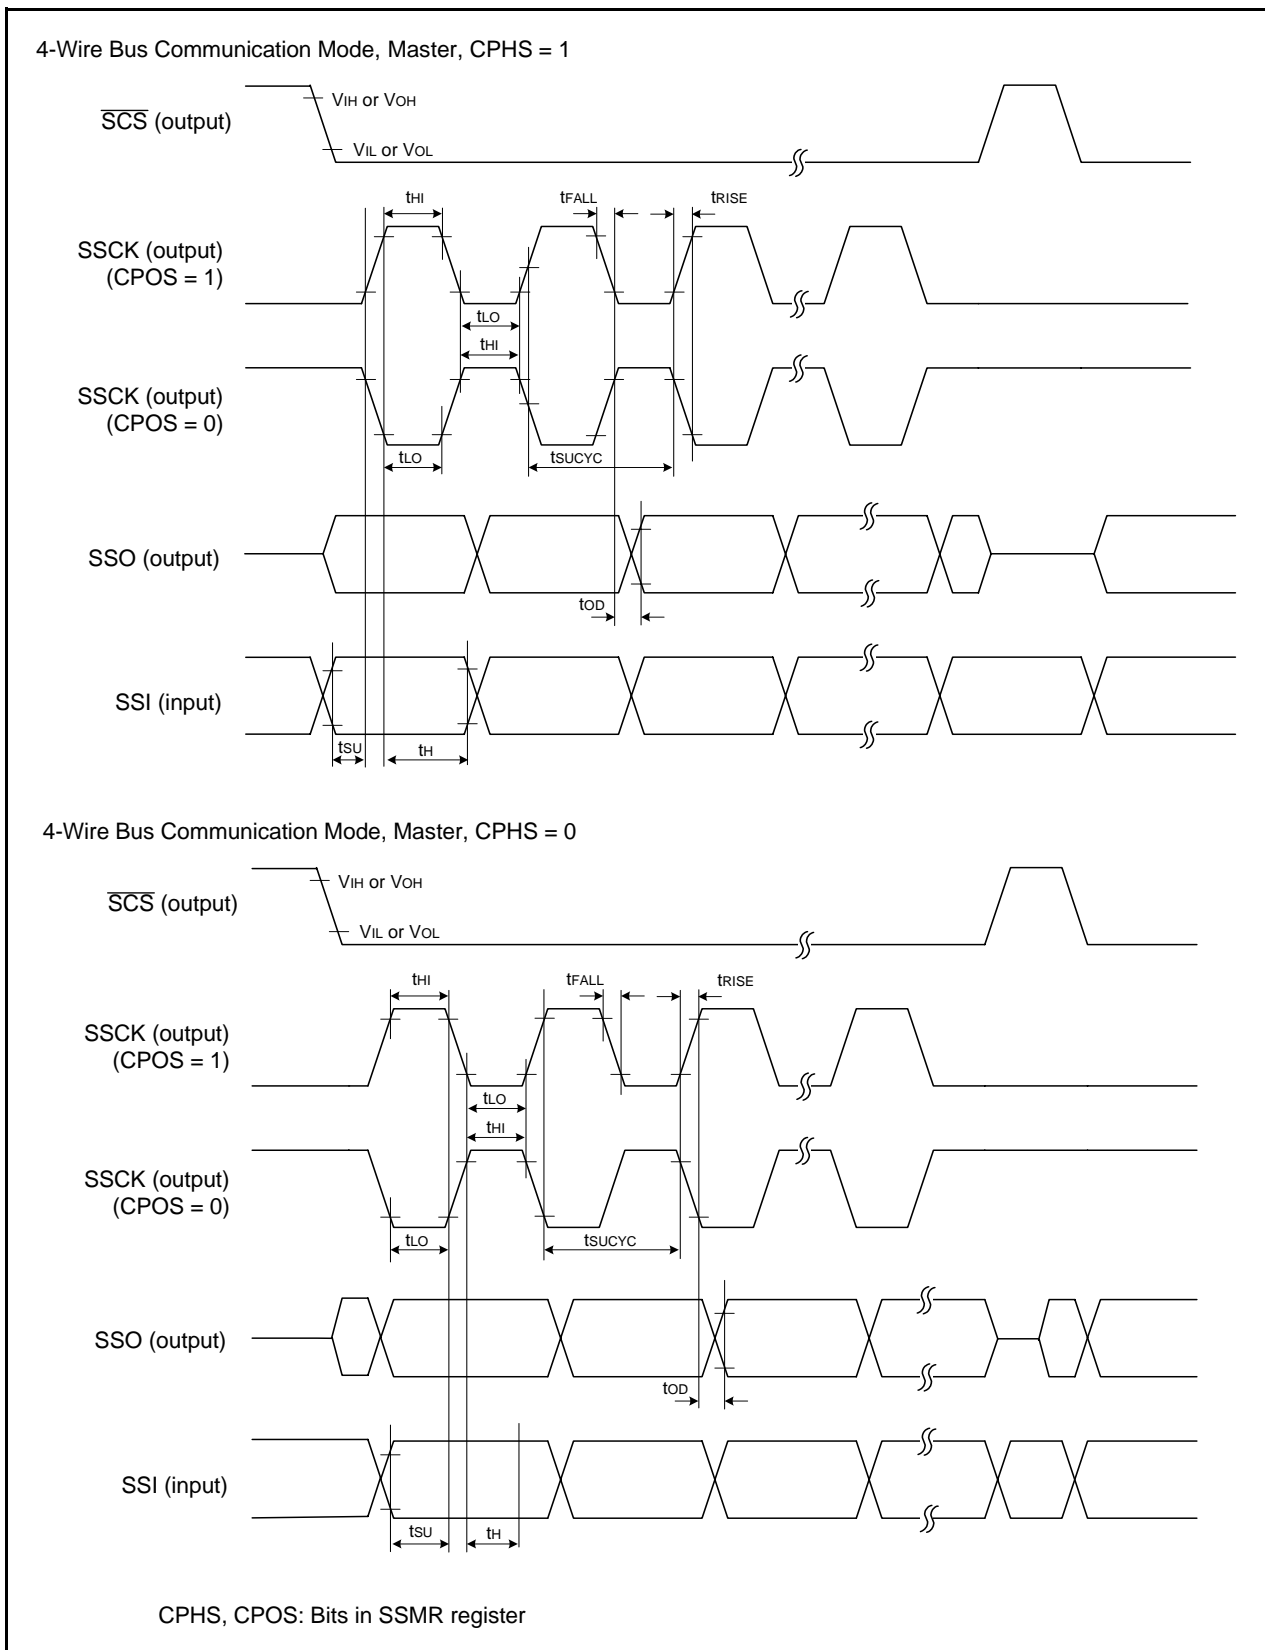 4-Wire Bus Communication Mode, Master, CPHS = 1
SCS (output)
VIH or VOH
VIL or VOL
tHI
tFALL
tRISE
SSCK (output)
(CPOS = 1)
tLO
tHI
SSCK (output)
(CPOS = 0)
tLO
tSUCYC
SSO (output)
tOD
SSI (input)
tSU
tH
4-Wire Bus Communication Mode, Master, CPHS = 0
SCS (output)
VIH or VOH
VIL or VOL
tHI
tFALL
tRISE
SSCK (output)
(CPOS = 1)
tLO
tHI
SSCK (output)
(CPOS = 0)
tLO
tSUCYC
SSO (output)
tOD
SSI (input)
tSU
tH
CPHS, CPOS: Bits in SSMR register